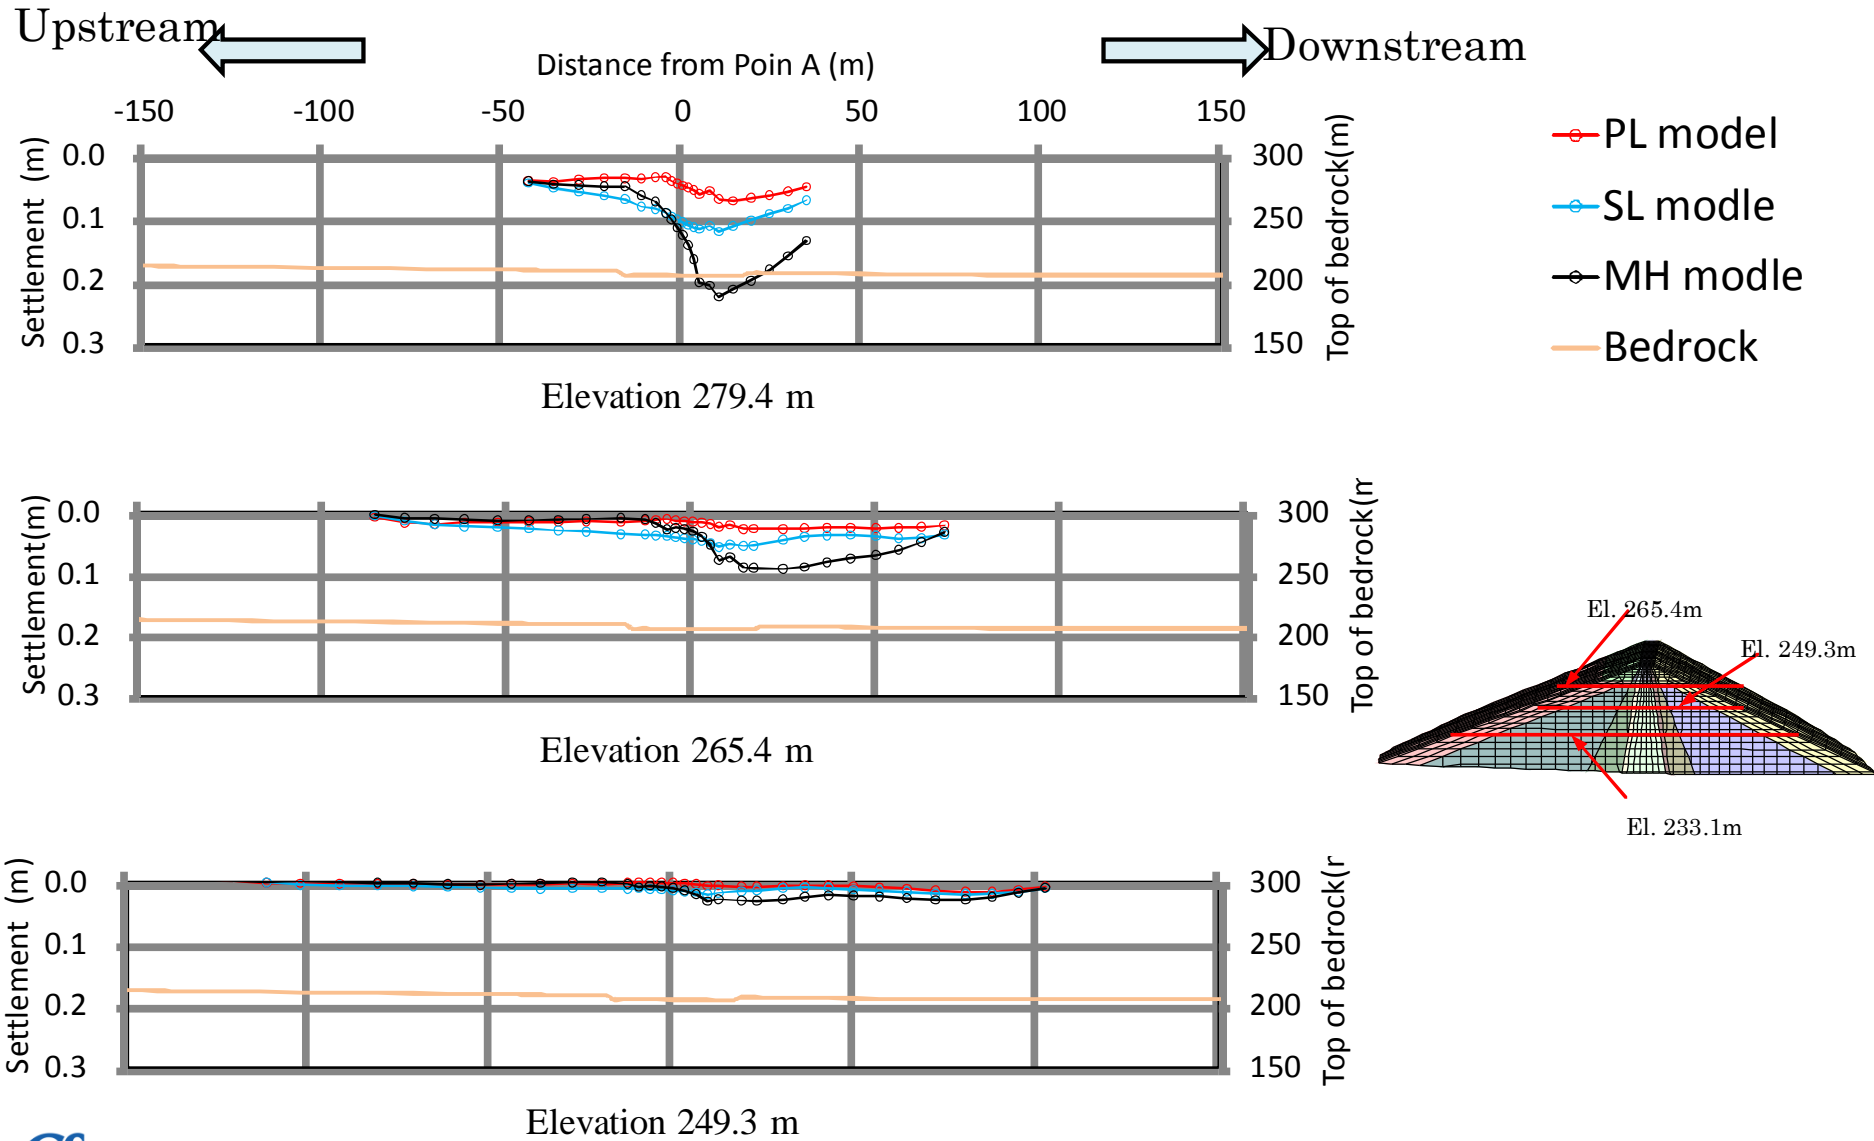 Upstream
Downstream
Distance from Poin A (m)
-150 -100 -50 0 50 100 150
Settlement (m)
0.0
0.1
0.2
0.3
300
250
200
150
Top of bedrock(m)
Elevation 279.4 m
PL model
SL modle
MH modle
Bedrock
Settlement(m)
0.0
0.1
0.2
0.3
300
250
200
150
Top of bedrock(m
Elevation 265.4 m
El. 265.4m
El. 249.3m
El. 233.1m
Settlement (m)
0.0
0.1
0.2
0.3
300
250
200
150
Top of bedrock(r
Elevation 249.3 m